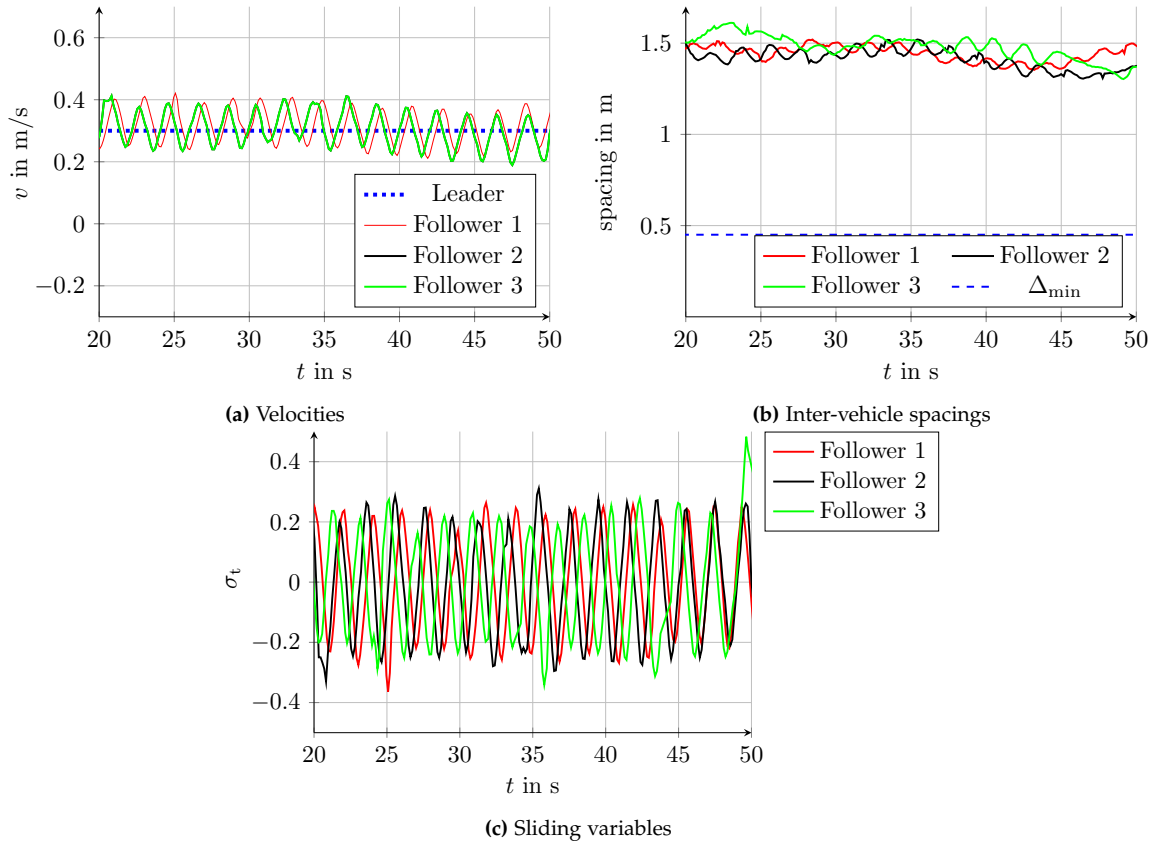 0.6
0.4
0.2
0
−0.2
v in m/s
20 25 30 35 40 45 50
t in s
Leader
Follower 1
Follower 2
Follower 3
(a) Velocities
1.5
1
0.5
spacing in m
20 25 30 35 40 45 50
t in s
Follower 1 Follower 2
Follower 3 Δmin
(b) Inter-vehicle spacings
0.4
0.2
0
−0.2
−0.4
σt
20 25 30 35 40 45 50
t in s
Follower 1
Follower 2
Follower 3
(c) Sliding variables